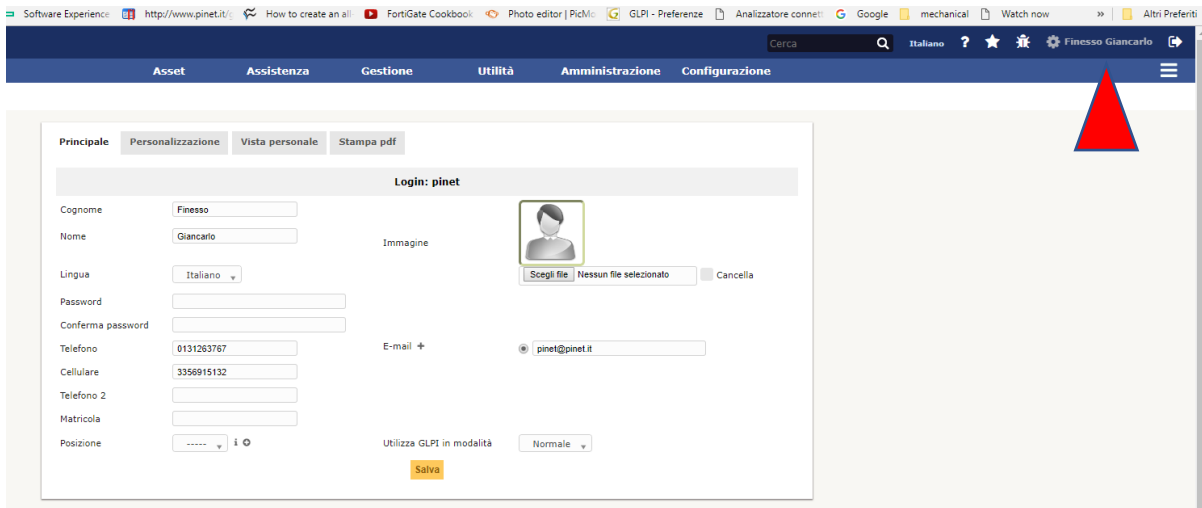 Software Experience http://www.pinet.it/g How to create an all- FortiGate Cookbook Photo editor | PicMo GLPI - Preferenze Analizzatore connett Google mechanical Watch now » Altri Preferiti
Cerca Italiano ? Finesso Giancarlo
Asset Assistenza Gestione Utilità Amministrazione Configurazione
Principale Personalizzazione Vista personale Stampa pdf
Login: pinet
Cognome Finesso
Nome Giancarlo
Immagine
Lingua Italiano
Scegli file Nessun file selezionato Cancella
Password
Conferma password
Telefono 0131263767
E-mail + pinet@pinet.it
Cellulare 3356915132
Telefono 2
Matricola
Posizione ----- i Utilizza GLPI in modalità Normale
Salva